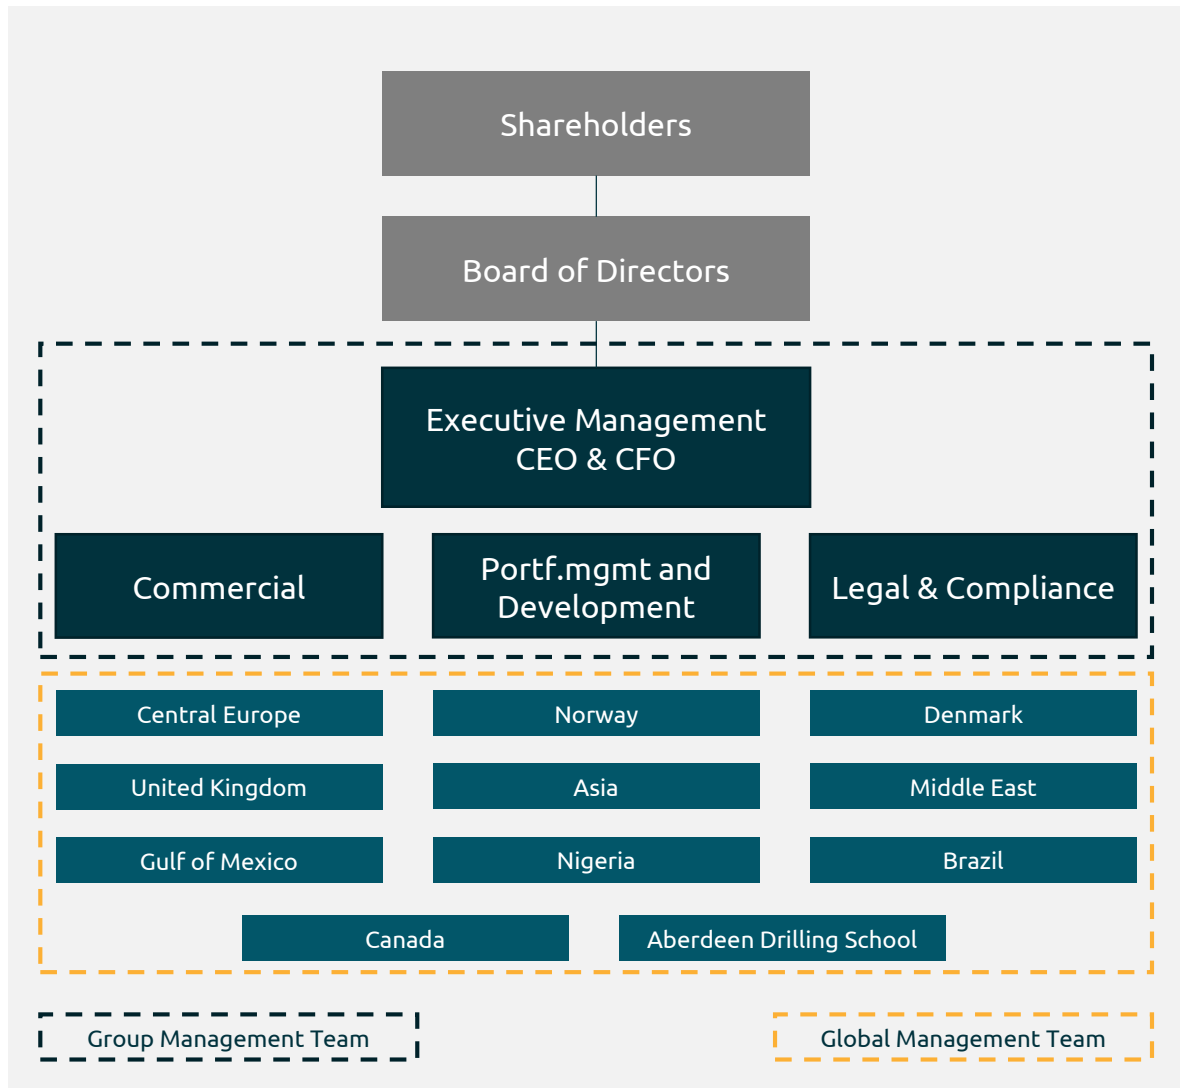 Shareholders
Board of Directors
Executive Management
CEO & CFO
Commercial
Portf.mgmt and
Development
Legal & Compliance
Central Europe
Norway
Denmark
United Kingdom
Asia
Middle East
Gulf of Mexico
Nigeria
Brazil
Canada
Aberdeen Drilling School
Group Management Team
Global Management Team